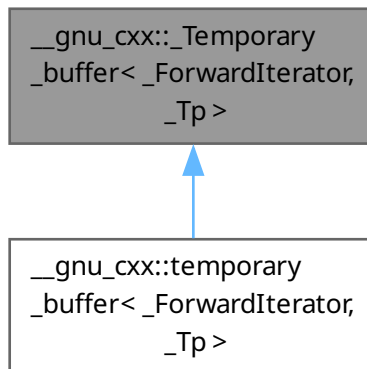 __gnu_cxx::_Temporary
_buffer< _ForwardIterator,
_Tp >
__gnu_cxx::temporary
_buffer< _ForwardIterator,
_Tp >